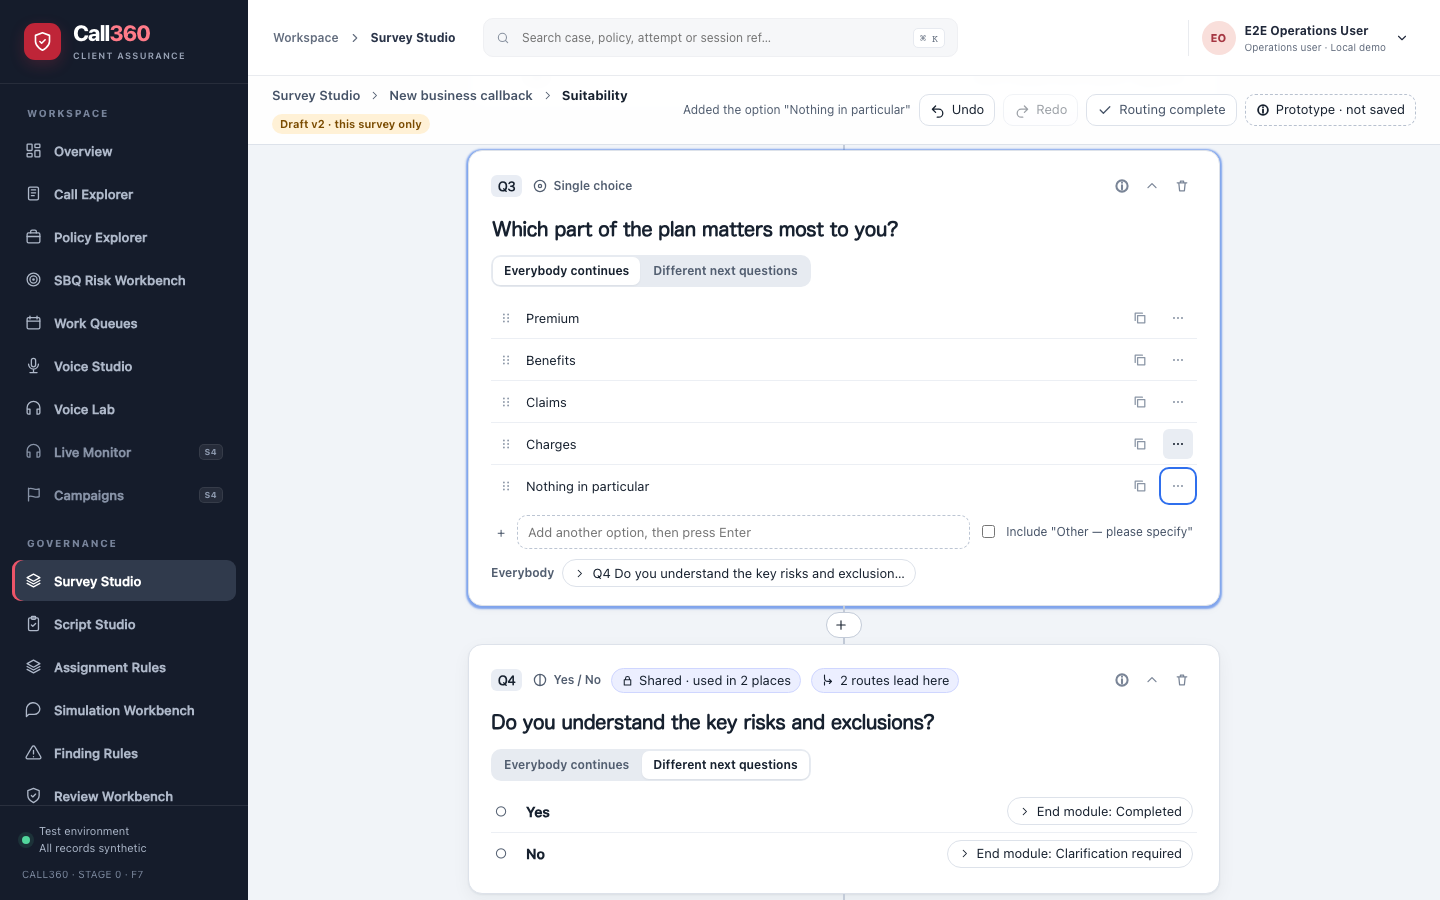 Call360
CLIENT ASSURANCE
WORKSPACE
Overview
Call Explorer
Policy Explorer
SBQ Risk Workbench
Work Queues
Voice Studio
Voice Lab
Live Monitor S4
Campaigns S4
GOVERNANCE
Survey Studio
Script Studio
Assignment Rules
Simulation Workbench
Finding Rules
Review Workbench
Test environment
All records synthetic
CALL360 · STAGE 0 · F7
Workspace > Survey Studio
Search case, policy, attempt or session ref... ⌘ K
EO
E2E Operations User
Operations user · Local demo
Survey Studio > New business callback > Suitability
Draft v2 · this survey only
Added the option "Nothing in particular"
Undo
Redo
Routing complete
Prototype · not saved
Q3 Single choice
Which part of the plan matters most to you?
Everybody continues Different next questions
Premium
Benefits
Claims
Charges
Nothing in particular
+ Add another option, then press Enter Include "Other — please specify"
Everybody > Q4 Do you understand the key risks and exclusion...
+
Q4 Yes / No Shared · used in 2 places 2 routes lead here
Do you understand the key risks and exclusions?
Everybody continues Different next questions
Yes > End module: Completed
No > End module: Clarification required